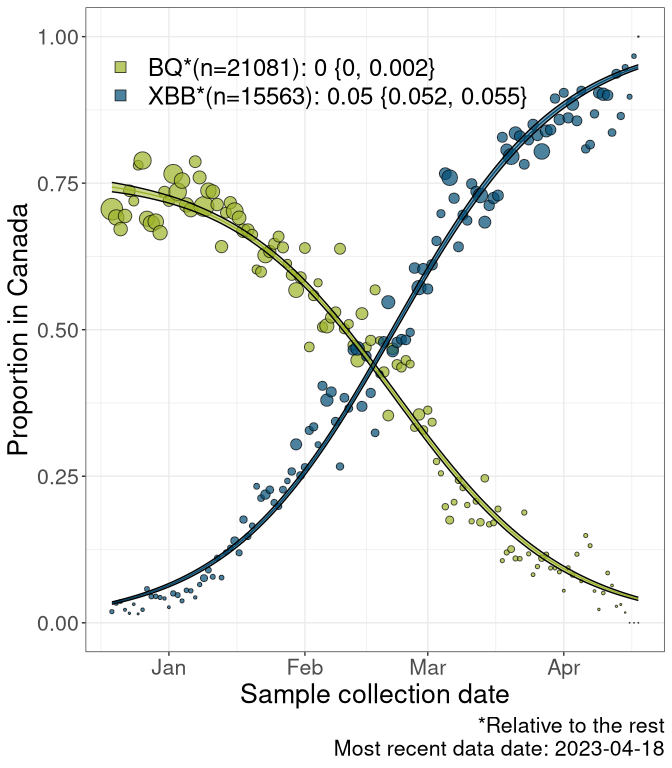 BQ*(n=21081): 0 {0, 0.002}
XBB*(n=15563): 0.05 {0.052, 0.055}
Proportion in Canada
1.00
0.75
0.50
0.25
0.00
Jan Feb Mar Apr
Sample collection date
*Relative to the rest
Most recent data date: 2023-04-18